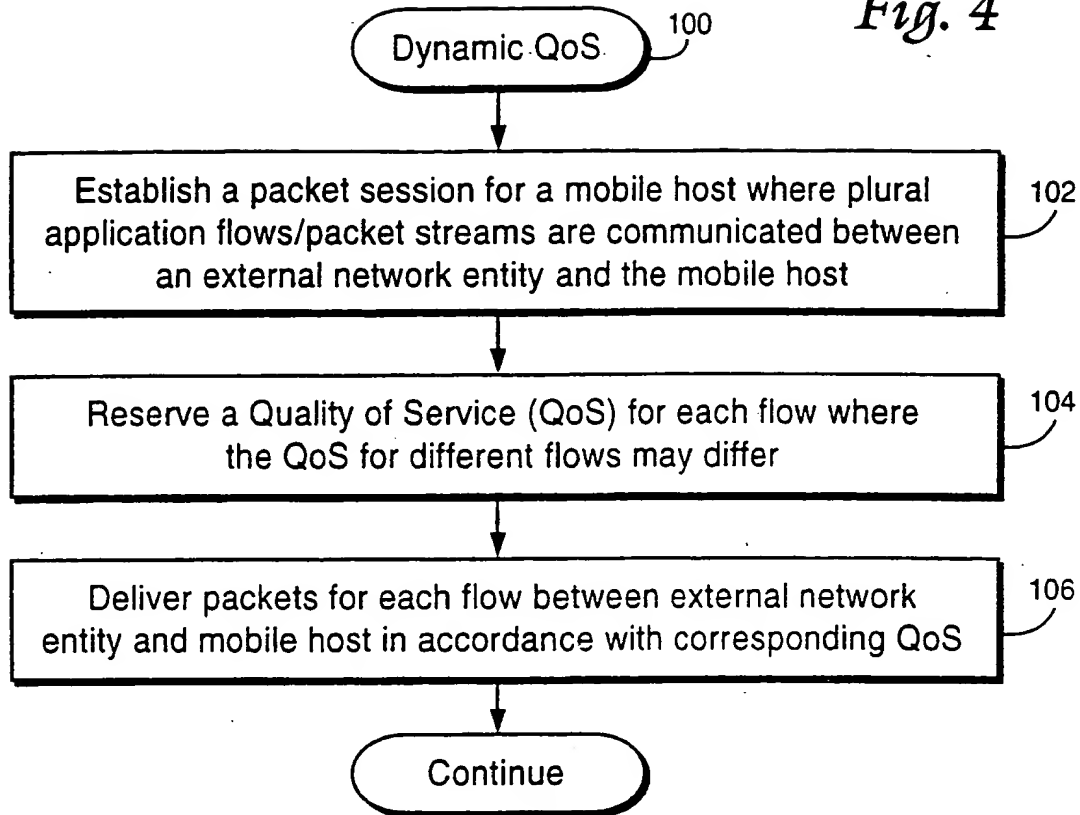 Fig. 4
Dynamic QoS
100
Establish a packet session for a mobile host where plural
application flows/packet streams are communicated between
an external network entity and the mobile host
102
Reserve a Quality of Service (QoS) for each flow where
the QoS for different flows may differ
104
Deliver packets for each flow between external network
entity and mobile host in accordance with corresponding QoS
106
Continue